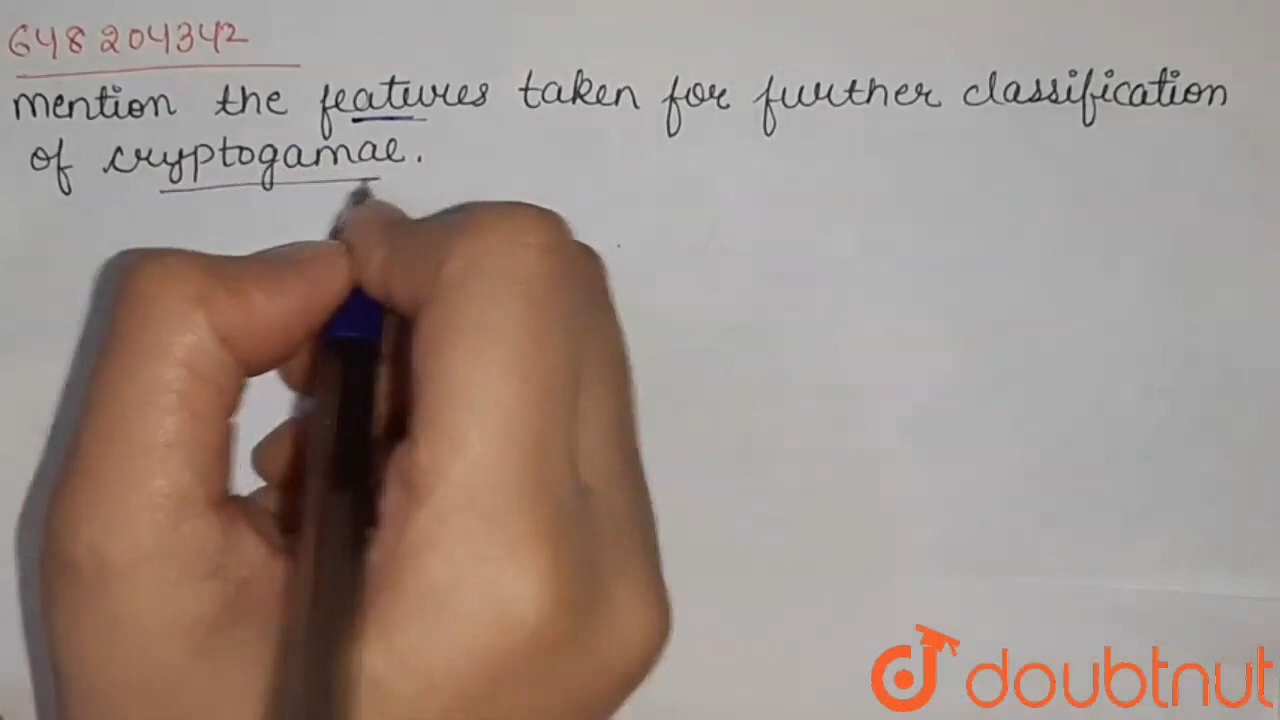 648204342
mention the features taken for further classification
of cryptogamae.
doubtnut